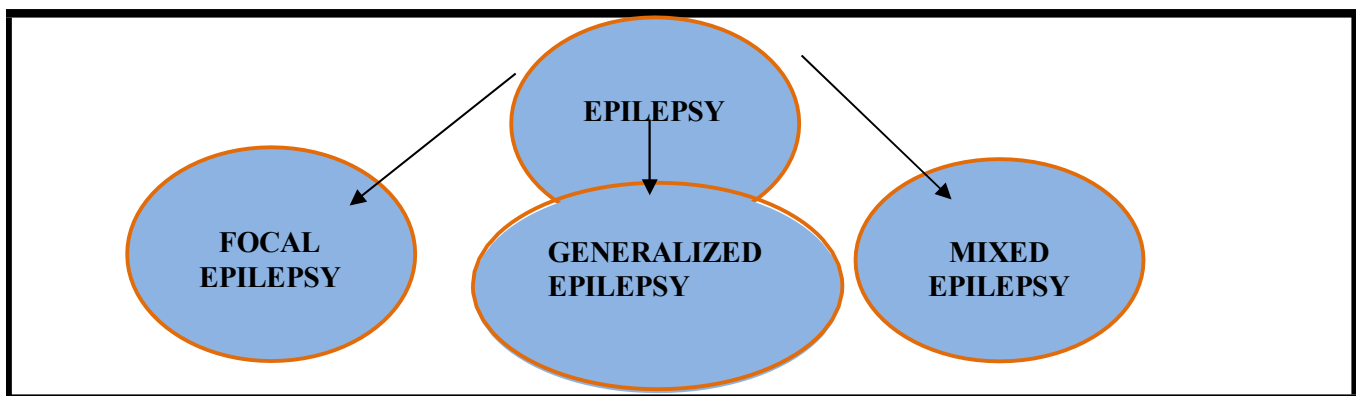 EPILEPSY
FOCAL
EPILEPSY
GENERALIZED
EPILEPSY
MIXED
EPILEPSY